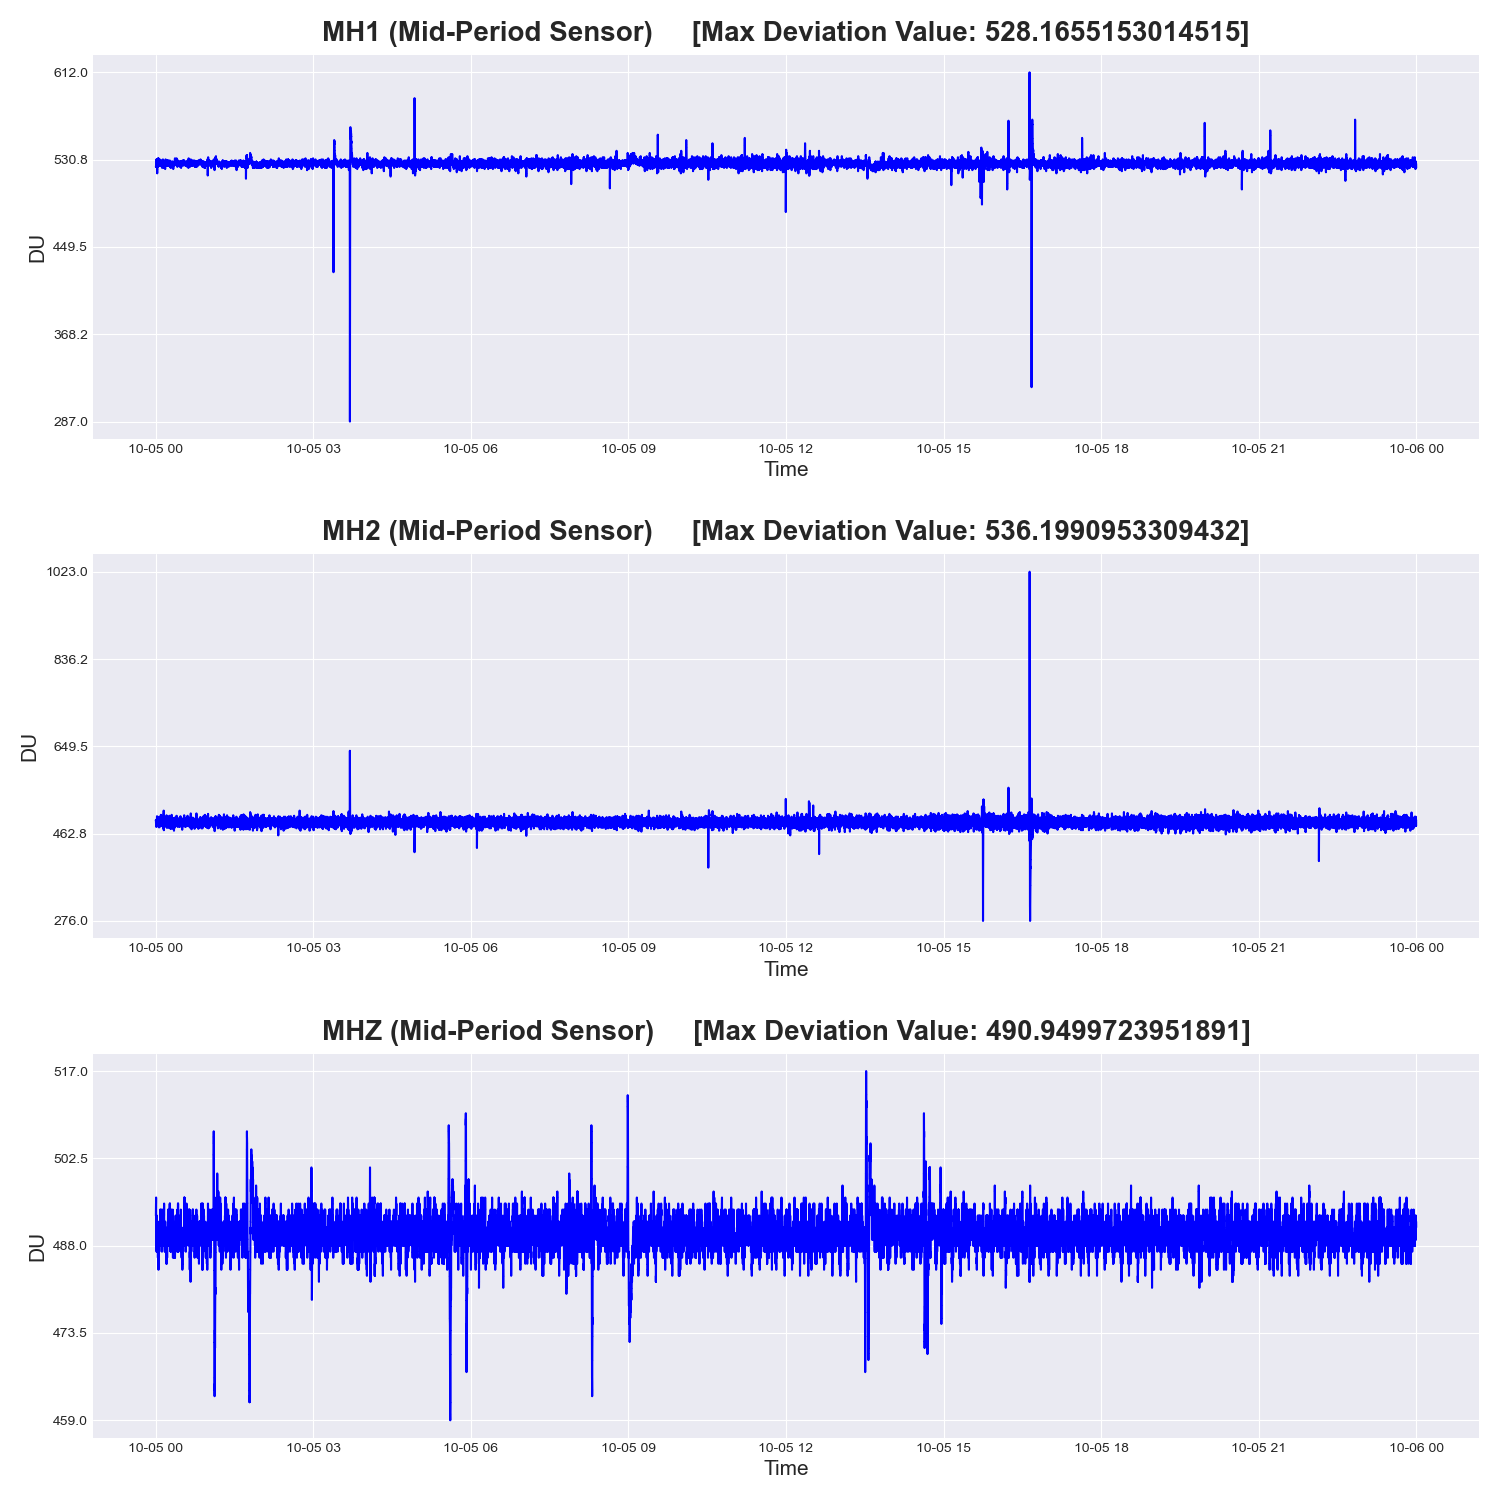 MH1 (Mid-Period Sensor) [Max Deviation Value: 528.1655153014515]
612.0
530.8
449.5
368.2
287.0
DU
10-05 00 10-05 03 10-05 06 10-05 09 10-05 12 10-05 15 10-05 18 10-05 21 10-06 00
Time
MH2 (Mid-Period Sensor) [Max Deviation Value: 536.1990953309432]
1023.0
836.2
649.5
462.8
276.0
DU
10-05 00 10-05 03 10-05 06 10-05 09 10-05 12 10-05 15 10-05 18 10-05 21 10-06 00
Time
MHZ (Mid-Period Sensor) [Max Deviation Value: 490.9499723951891]
517.0
502.5
488.0
473.5
459.0
DU
10-05 00 10-05 03 10-05 06 10-05 09 10-05 12 10-05 15 10-05 18 10-05 21 10-06 00
Time